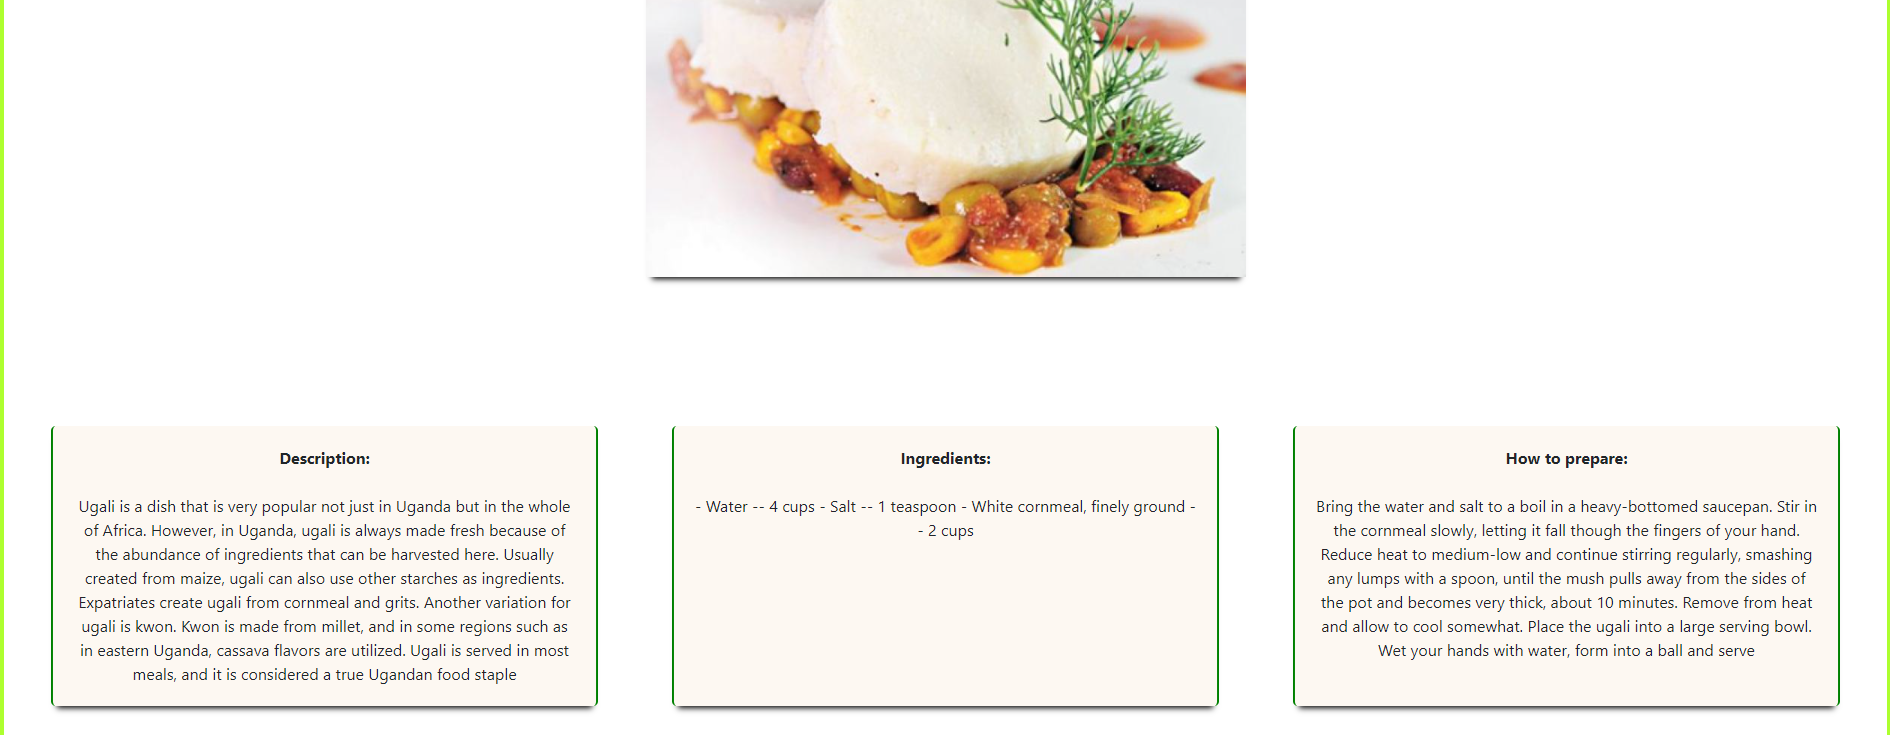 Description:
Ugali is a dish that is very popular not just in Uganda but in the whole
of Africa. However, in Uganda, ugali is always made fresh because of
the abundance of ingredients that can be harvested here. Usually
created from maize, ugali can also use other starches as ingredients.
Expatriates create ugali from cornmeal and grits. Another variation for
ugali is kwon. Kwon is made from millet, and in some regions such as
in eastern Uganda, cassava flavors are utilized. Ugali is served in most
meals, and it is considered a true Ugandan food staple
Ingredients:
- Water -- 4 cups - Salt -- 1 teaspoon - White cornmeal, finely ground -
- 2 cups
How to prepare:
Bring the water and salt to a boil in a heavy-bottomed saucepan. Stir in
the cornmeal slowly, letting it fall though the fingers of your hand.
Reduce heat to medium-low and continue stirring regularly, smashing
any lumps with a spoon, until the mush pulls away from the sides of
the pot and becomes very thick, about 10 minutes. Remove from heat
and allow to cool somewhat. Place the ugali into a large serving bowl.
Wet your hands with water, form into a ball and serve